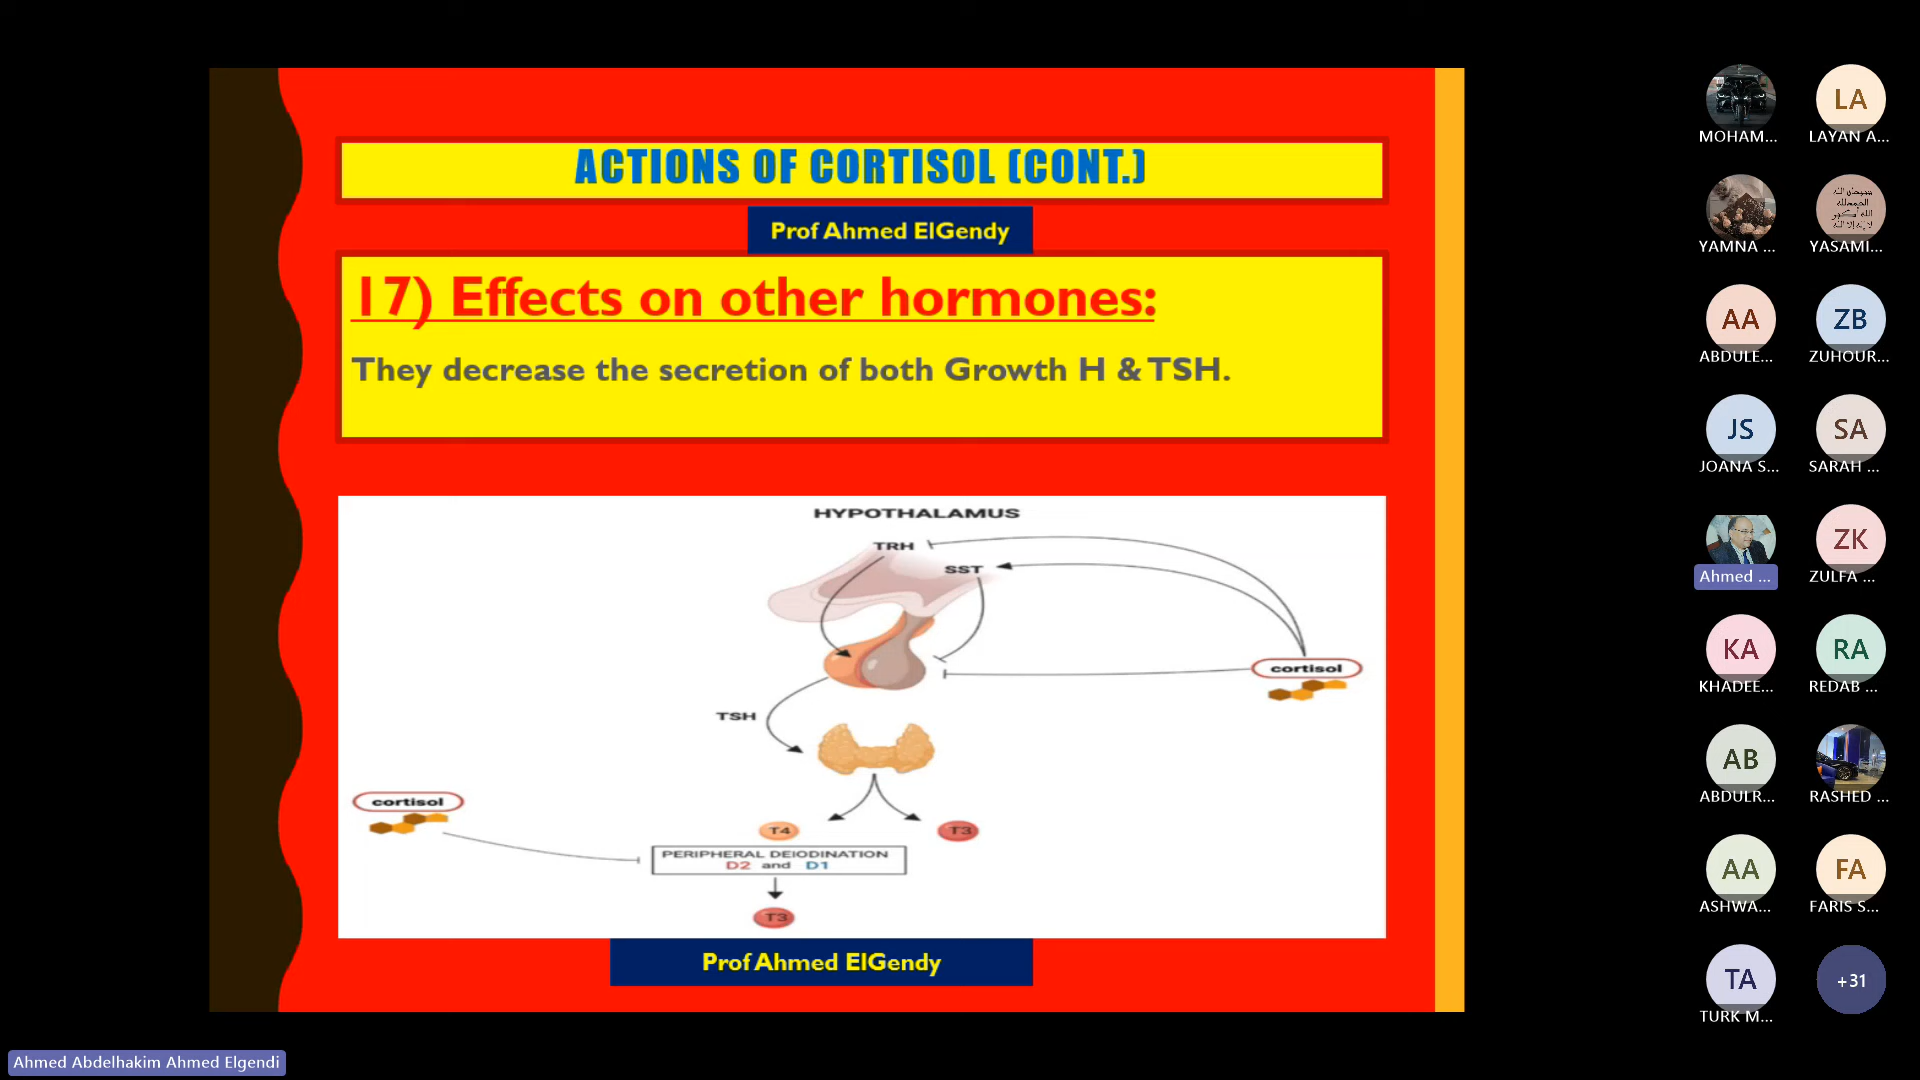 ACTIONS OF CORTISOL (CONT.)
Prof Ahmed ElGendy
17) Effects on other hormones:
They decrease the secretion of both Growth H & TSH.
HYPOTHALAMUS
TRH
SST
cortisol
TSH
cortisol
T4
T3
PERIPHERAL DEIODINATION
D2 and D1
T3
Prof Ahmed ElGendy
MOHAM...
LA
LAYAN A...
YAMNA ...
YASAMI...
AA
ABDULE...
ZB
ZUHOUR...
JS
JOANA S...
SA
SARAH ...
Ahmed ...
ZK
ZULFA ...
KA
KHADEE...
RA
REDAB ...
AB
ABDULR...
RASHED ...
AA
ASHWA...
FA
FARIS S...
TA
TURK M...
+31
Ahmed Abdelhakim Ahmed Elgendi